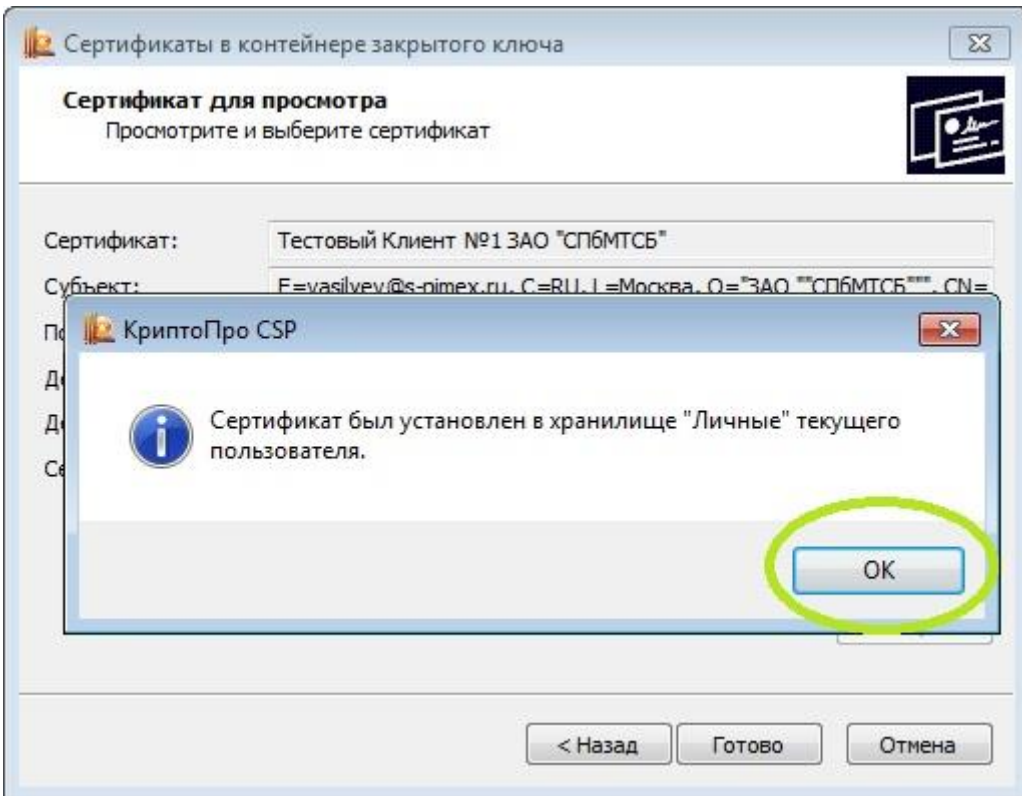 Сертификаты в контейнере закрытого ключа
Сертификат для просмотра
Просмотрите и выберите сертификат
Сертификат: Тестовый Клиент №1 ЗАО "СПбМТСБ"
Субъект: E=vasilyev@s-pimex.ru, C=RU, L=Москва, O="ЗАО ""СПбМТСБ""", CN=
КриптоПро CSP
Сертификат был установлен в хранилище "Личные" текущего
пользователя.
OK
< Назад Готово Отмена